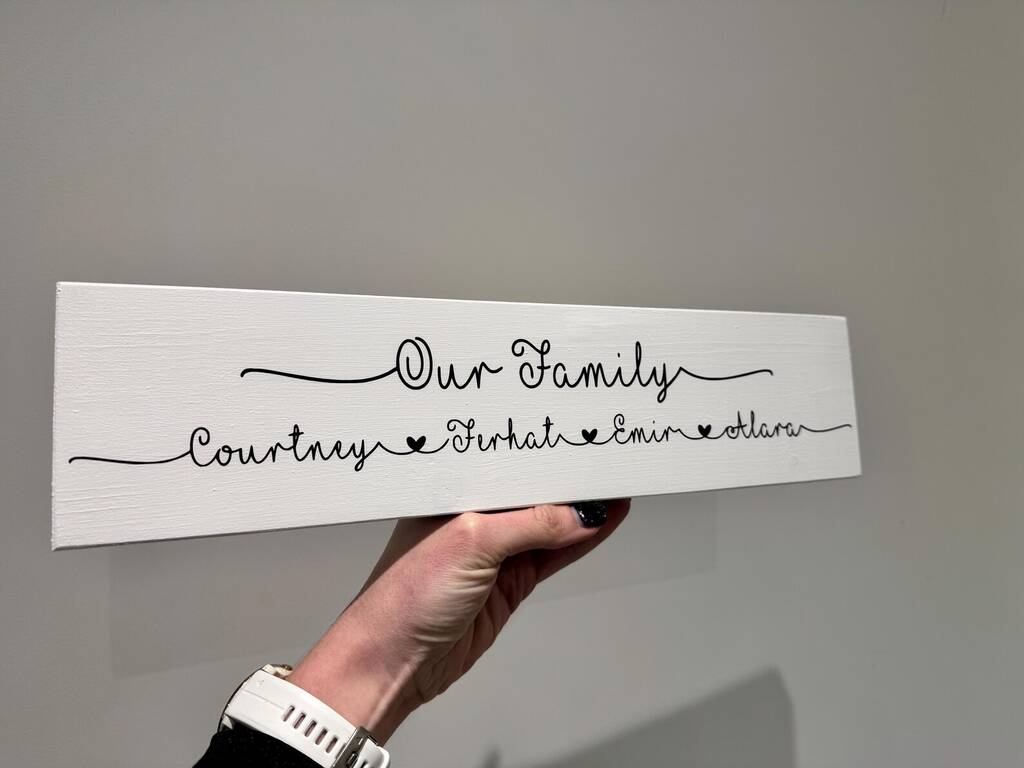 Our Family
Courtney ♥ Ferhat ♥ Emir ♥ Alara